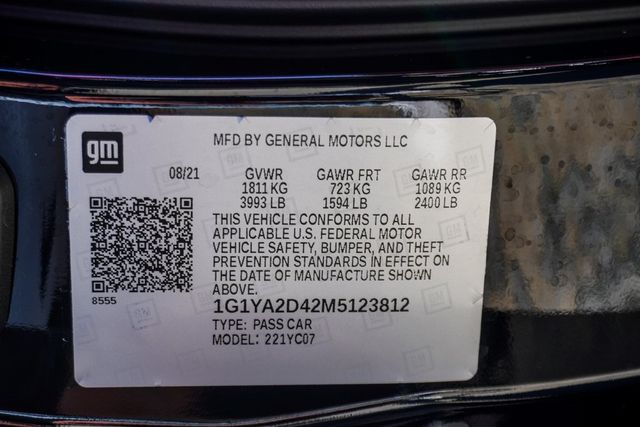 gm
MFD BY GENERAL MOTORS LLC
08/21 GVWR GAWR FRT GAWR RR
1811 KG 723 KG 1089 KG
3993 LB 1594 LB 2400 LB
THIS VEHICLE CONFORMS TO ALL
APPLICABLE U.S. FEDERAL MOTOR
VEHICLE SAFETY, BUMPER, AND THEFT
PREVENTION STANDARDS IN EFFECT ON
THE DATE OF MANUFACTURE SHOWN
ABOVE.
8555
1G1YA2D42M5123812
TYPE: PASS CAR
MODEL: 221YC07